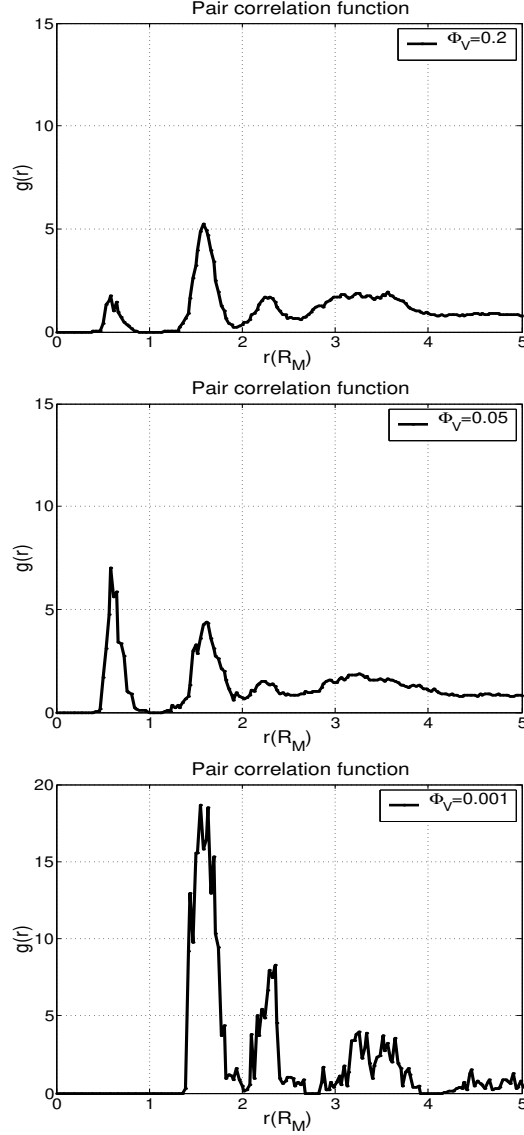 Pair correlation function
Φ_V=0.2
15
10
5
0
g(r)
0 1 2 3 4 5
r(R_M)
Pair correlation function
Φ_V=0.05
15
10
5
0
g(r)
0 1 2 3 4 5
r(R_M)
Pair correlation function
Φ_V=0.001
20
15
10
5
0
g(r)
0 1 2 3 4 5
r(R_M)